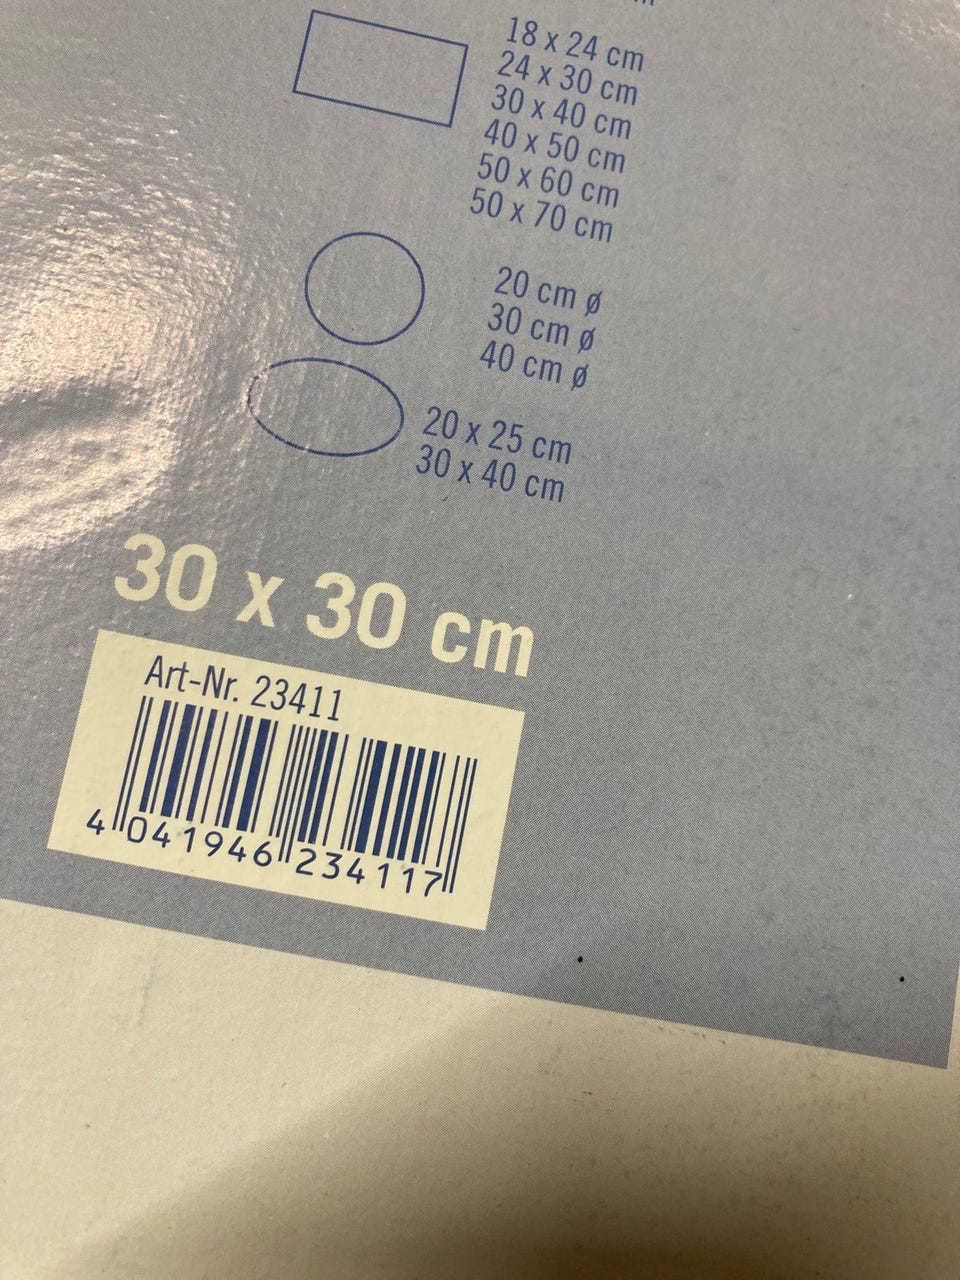 18 x 24 cm
24 x 30 cm
30 x 40 cm
40 x 50 cm
50 x 60 cm
50 x 70 cm
20 cm ø
30 cm ø
40 cm ø
20 x 25 cm
30 x 40 cm
30 x 30 cm
Art-Nr. 23411
4 041946 234117